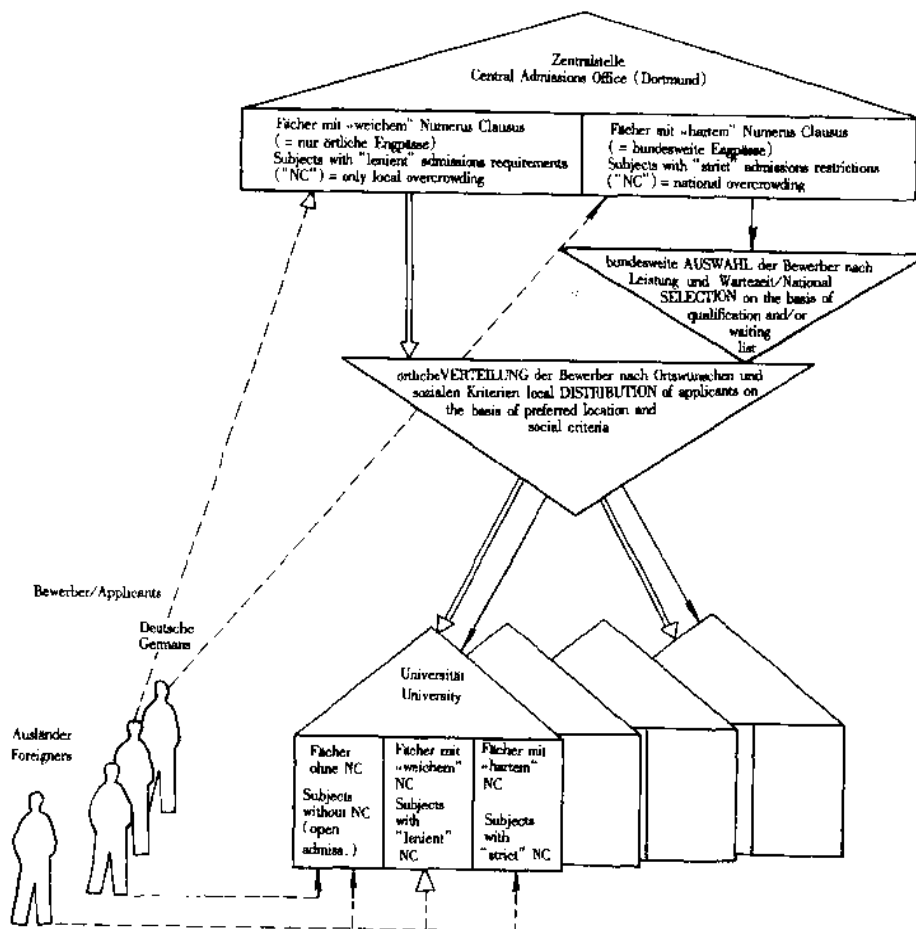 Zentralstelle
Central Admissions Office (Dortmund)
Fächer mit „weichem" Numerus Clausus
(= nur örtliche Engpässe)
Subjects with "lenient" admissions requirements
("NC") = only local overcrowding
Fächer mit „hartem" Numerus Clausus
(= bundesweite Engpässe)
Subjects with "strict" admissions restrictions
("NC") = national overcrowding
bundesweite AUSWAHL der Bewerber nach
Leistung und Wartezeit/National
SELECTION on the basis of
qualification and/or
waiting
list
örtlicheVERTEILUNG der Bewerber nach Ortswünschen und
sozialen Kriterien local DISTRIBUTION of applicants on
the basis of preferred location and
social criteria
Bewerber/Applicants
Deutsche
Germans
Ausländer
Foreigners
Universität
University
Fächer
ohne NC
Subjects
without NC
(open
admiss.)
Fächer mit
„weichem"
NC
Subjects
with
"lenient"
NC
Fächer mit
„hartem"
NC
Subjects
with
"strict" NC